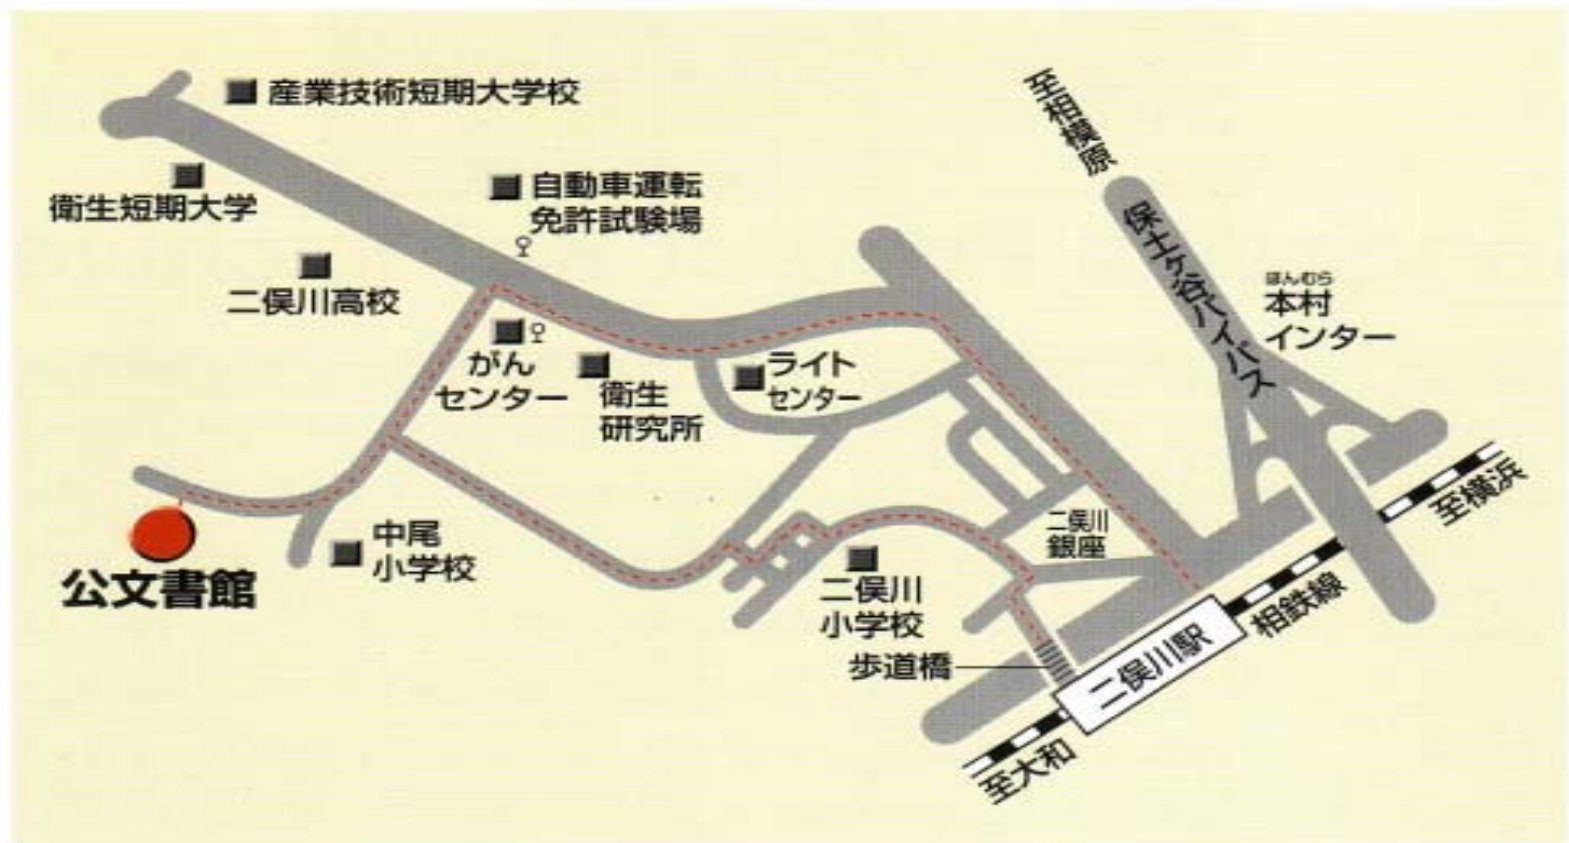 産業技術短期大学校
至相模原
衛生短期大学
自動車運転
免許試験場
保土ヶ谷バイパス
二俣川高校
ほんむら
本村
インター
がん
センター
衛生
研究所
ライト
センター
至横浜
中尾
小学校
二俣川
銀座
公文書館
二俣川
小学校
相鉄線
歩道橋
二俣川駅
至大和